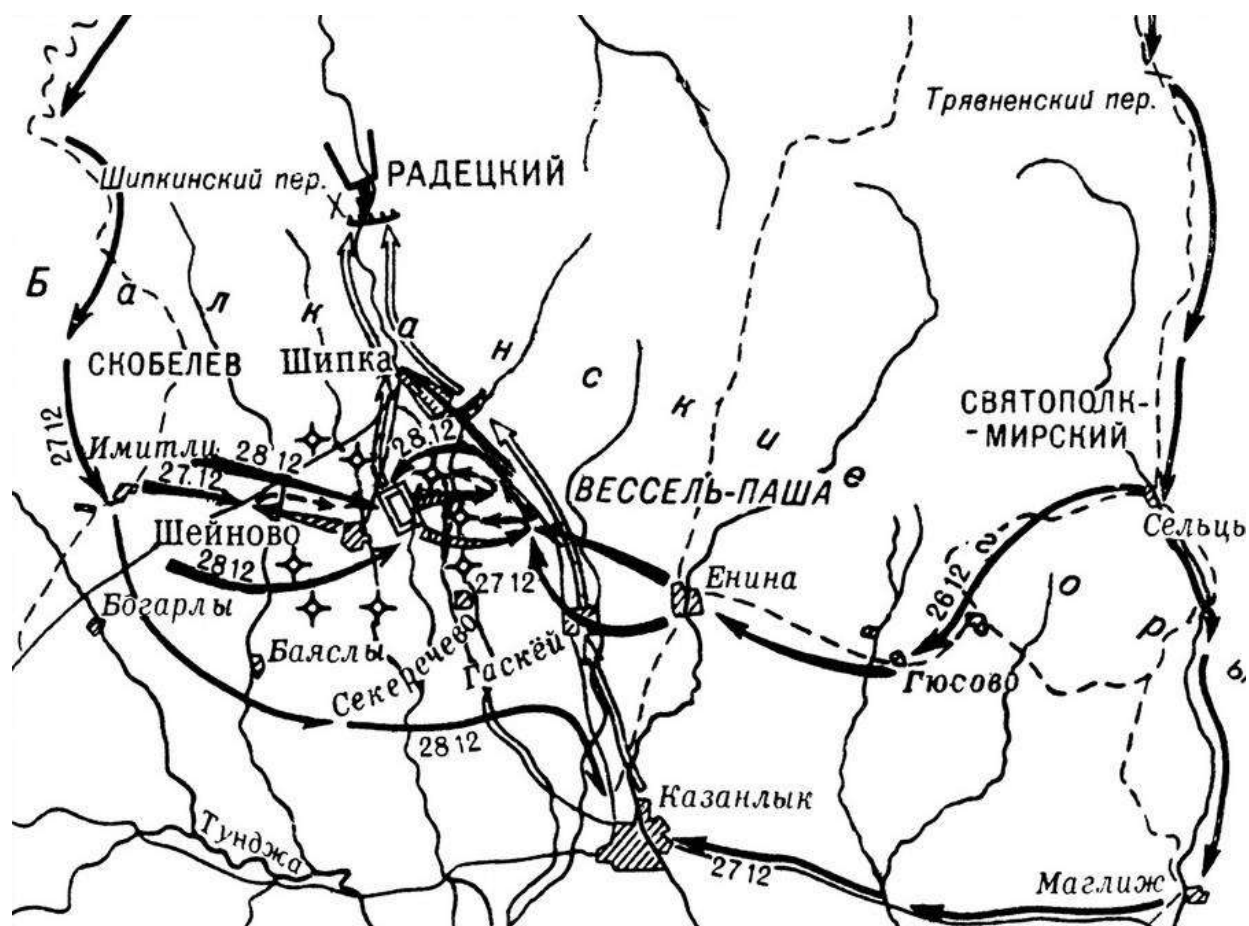 Трявненский пер.
Шипкинский пер.
РАДЕЦКИЙ
Б а л к а н с к и е г о р ы
СКОБЕЛЕВ
Шипка
СВЯТОПОЛК-
-МИРСКИЙ
27 12
Имитли
28 12
28.12
27.12
ВЕССЕЛЬ-ПАША
Шейново
Сельць
28 12
27 12
Енина
26 12
Богарлы
Баяслы
Секеречево
Гаскёй
Гюсово
28 12
Казанлык
Тунджа
27 12
Маглиж